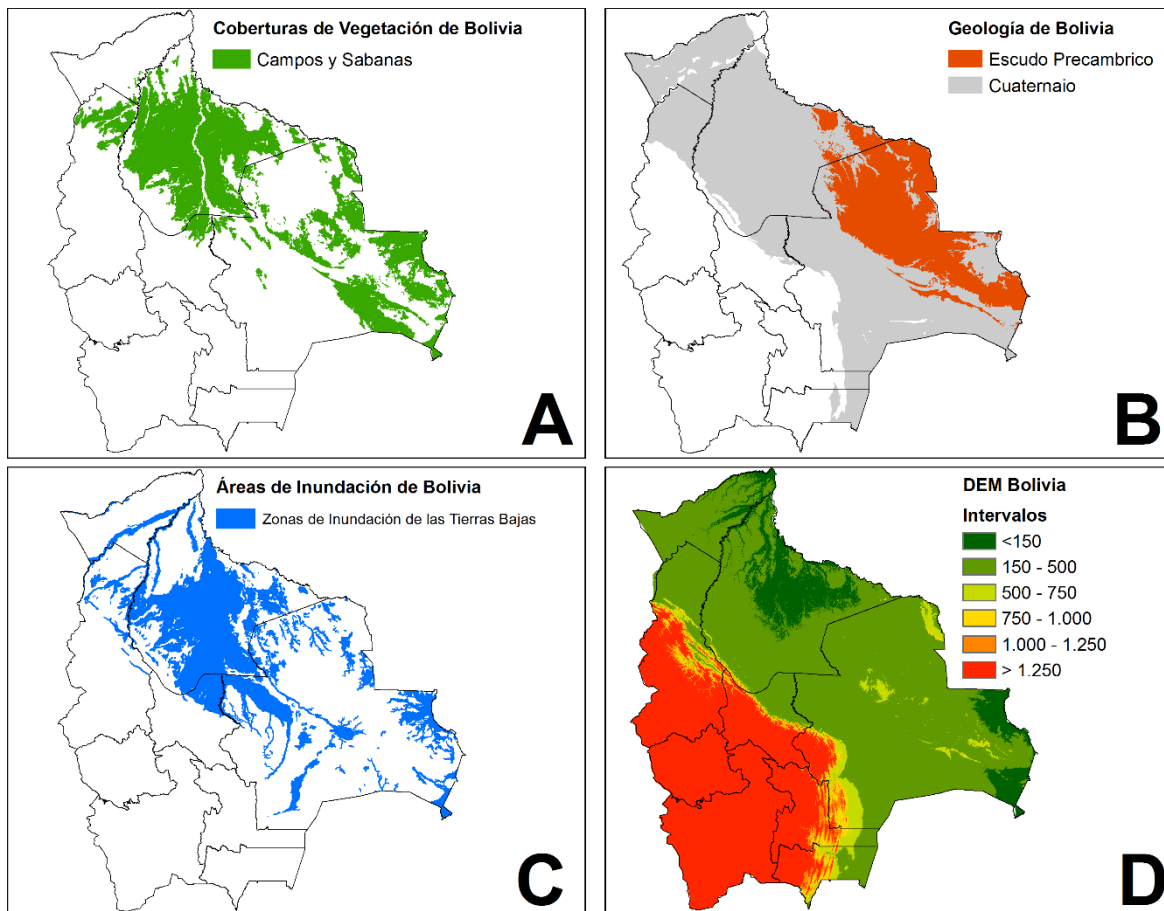 Coberturas de Vegetación de Bolivia
Campos y Sabanas
A
Geología de Bolivia
Escudo Precambrico
Cuaternaio
B
Áreas de Inundación de Bolivia
Zonas de Inundación de las Tierras Bajas
C
DEM Bolivia
Intervalos
<150
150 - 500
500 - 750
750 - 1.000
1.000 - 1.250
> 1.250
D